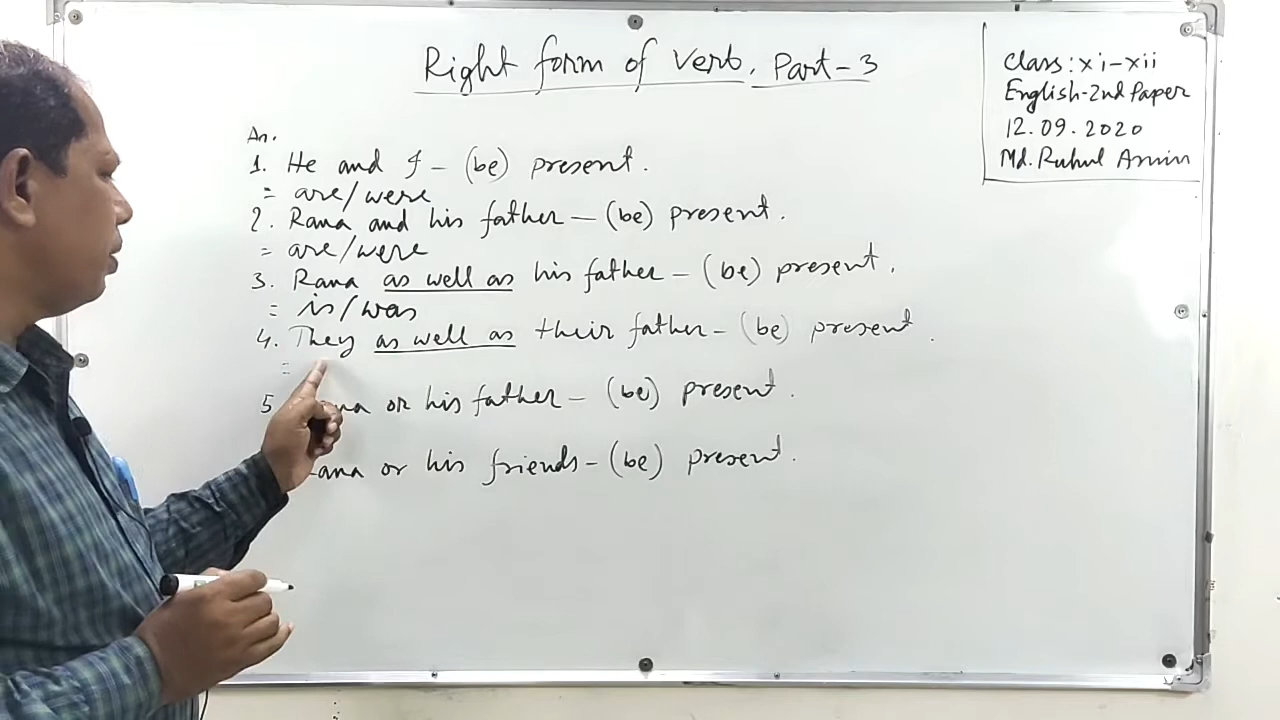 Right form of Verb, Part-3
Class: xi-xii
English-2nd Paper
12.09.2020
Md. Ruhul Amin
An.
1. He and I - (be) present.
= are/were
2. Rana and his father - (be) present.
= are/were
3. Rana as well as his father - (be) present.
= is/was
4. They as well as their father - (be) present.
=
5. or his father - (be) present.
or his friends - (be) present.